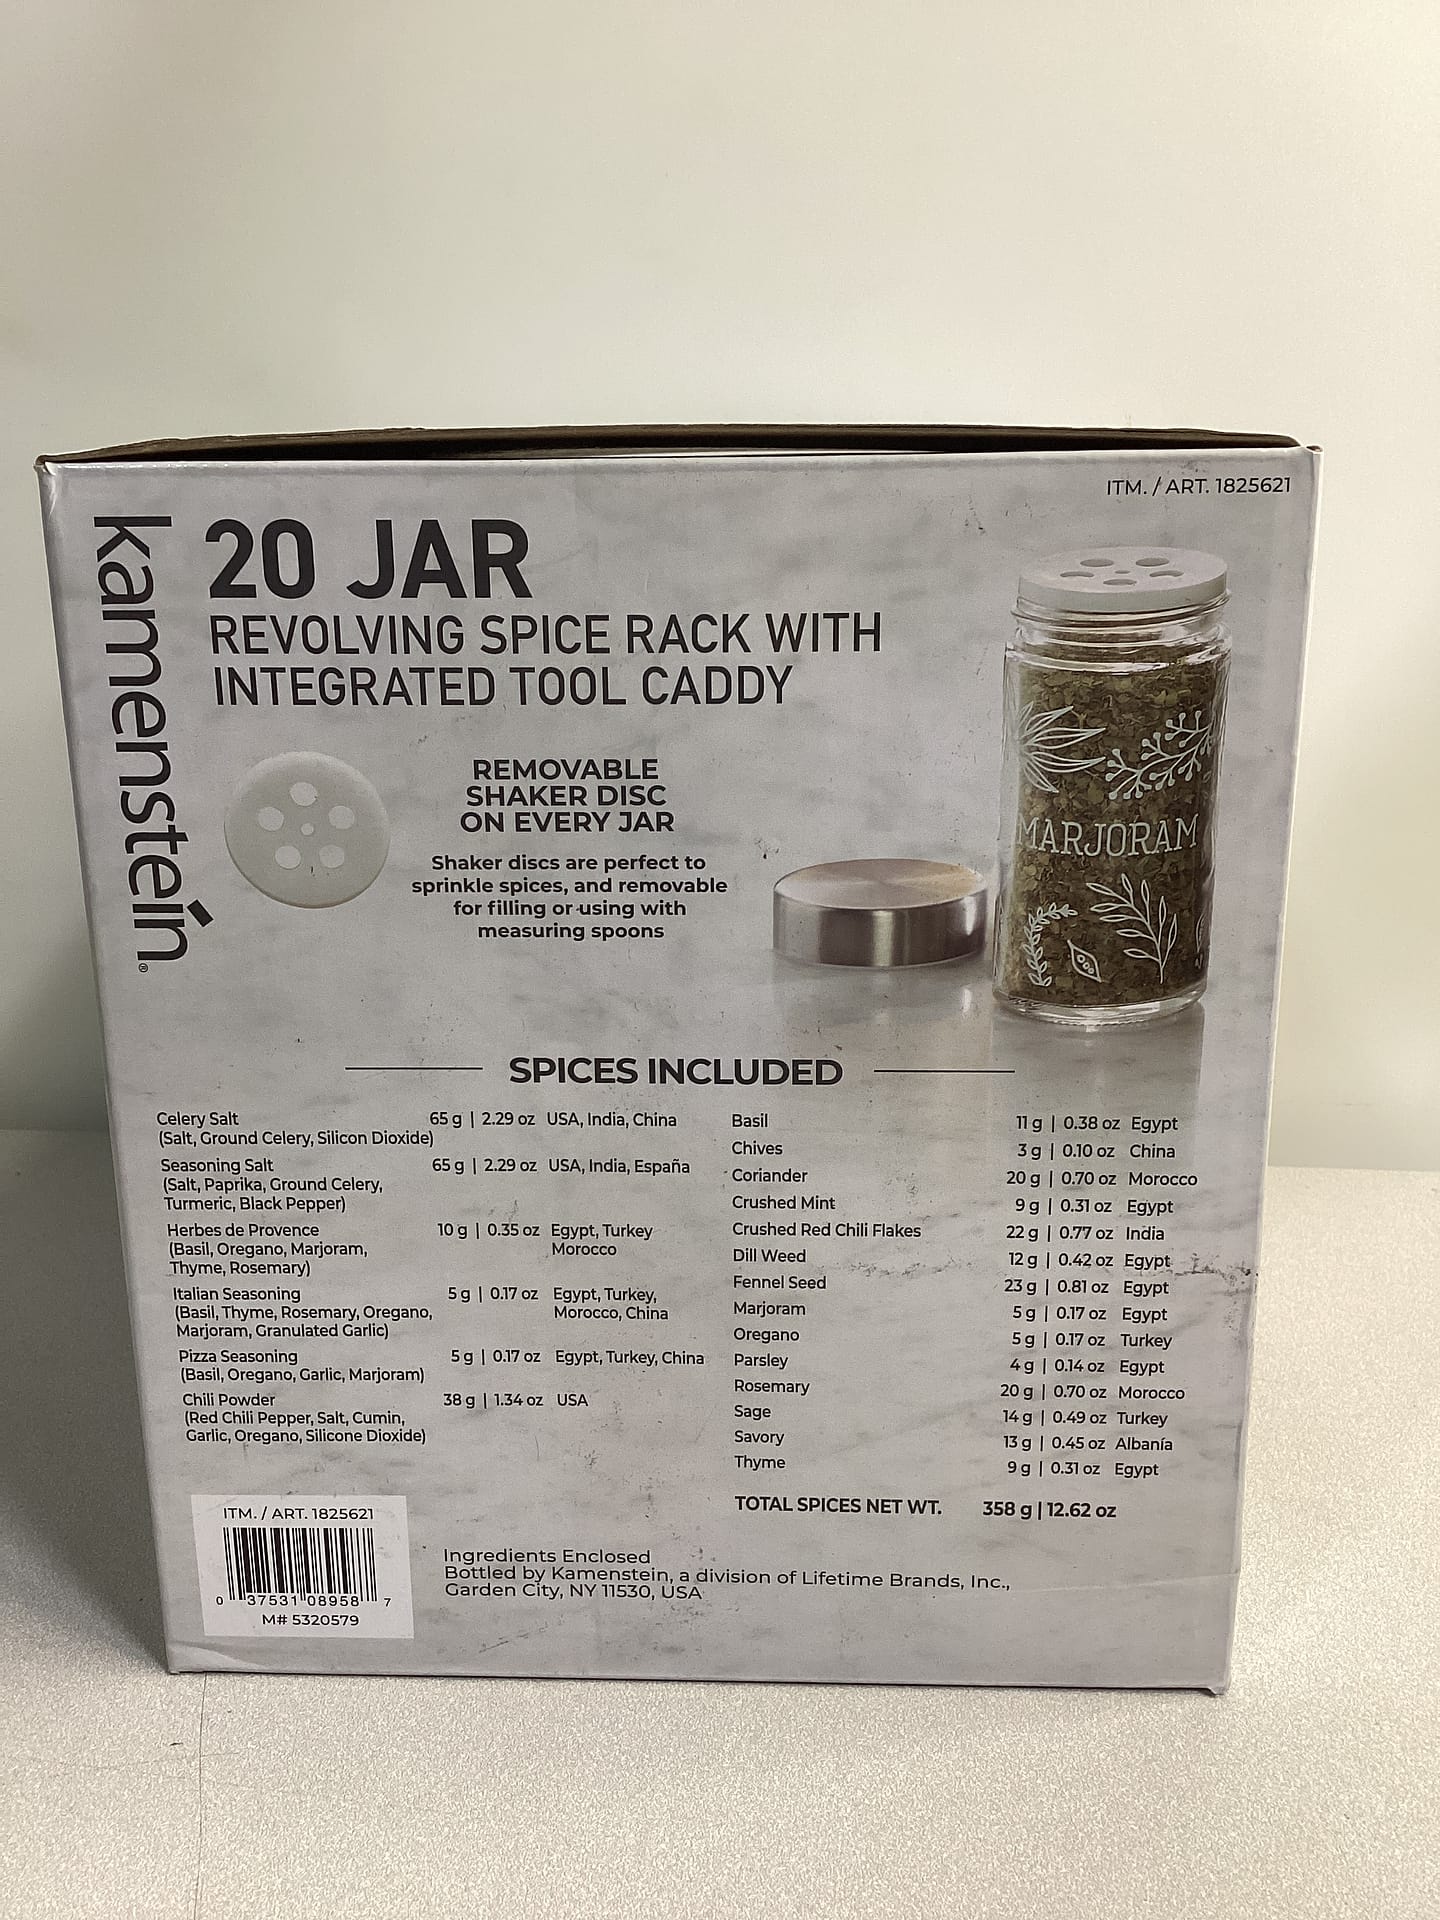 ITM. / ART. 1825621
kamenstein®
20 JAR
REVOLVING SPICE RACK WITH
INTEGRATED TOOL CADDY
REMOVABLE
SHAKER DISC
ON EVERY JAR
Shaker discs are perfect to
sprinkle spices, and removable
for filling or using with
measuring spoons
MARJORAM
SPICES INCLUDED
Celery Salt 65 g | 2.29 oz USA, India, China
(Salt, Ground Celery, Silicon Dioxide)
Seasoning Salt 65 g | 2.29 oz USA, India, España
(Salt, Paprika, Ground Celery,
Turmeric, Black Pepper)
Herbes de Provence 10 g | 0.35 oz Egypt, Turkey
(Basil, Oregano, Marjoram, Morocco
Thyme, Rosemary)
Italian Seasoning 5 g | 0.17 oz Egypt, Turkey,
(Basil, Thyme, Rosemary, Oregano, Morocco, China
Marjoram, Granulated Garlic)
Pizza Seasoning 5 g | 0.17 oz Egypt, Turkey, China
(Basil, Oregano, Garlic, Marjoram)
Chili Powder 38 g | 1.34 oz USA
(Red Chili Pepper, Salt, Cumin,
Garlic, Oregano, Silicone Dioxide)
Basil 11 g | 0.38 oz Egypt
Chives 3 g | 0.10 oz China
Coriander 20 g | 0.70 oz Morocco
Crushed Mint 9 g | 0.31 oz Egypt
Crushed Red Chili Flakes 22 g | 0.77 oz India
Dill Weed 12 g | 0.42 oz Egypt
Fennel Seed 23 g | 0.81 oz Egypt
Marjoram 5 g | 0.17 oz Egypt
Oregano 5 g | 0.17 oz Turkey
Parsley 4 g | 0.14 oz Egypt
Rosemary 20 g | 0.70 oz Morocco
Sage 14 g | 0.49 oz Turkey
Savory 13 g | 0.45 oz Albanía
Thyme 9 g | 0.31 oz Egypt
TOTAL SPICES NET WT. 358 g | 12.62 oz
ITM. / ART. 1825621
0 37531 08958 7
M# 5320579
Ingredients Enclosed
Bottled by Kamenstein, a division of Lifetime Brands, Inc.,
Garden City, NY 11530, USA